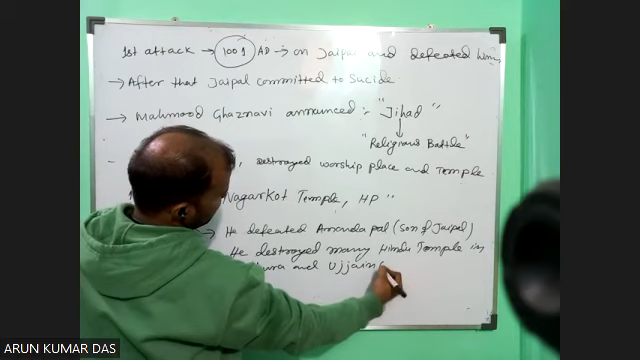 1st attack → 1001 AD → on Jaipal and defeated him
→ After that Jaipal committed to Sucide
→ Mahmood Ghaznavi announced :- "Jihad"
"Religious Battle"
, destroyed worship place and Temple
Nagarkot Temple, HP "
→ He defeated Anandapal (son of Jaipal)
He destroyed many Hindu Temple in
and Ujjain
ARUN KUMAR DAS